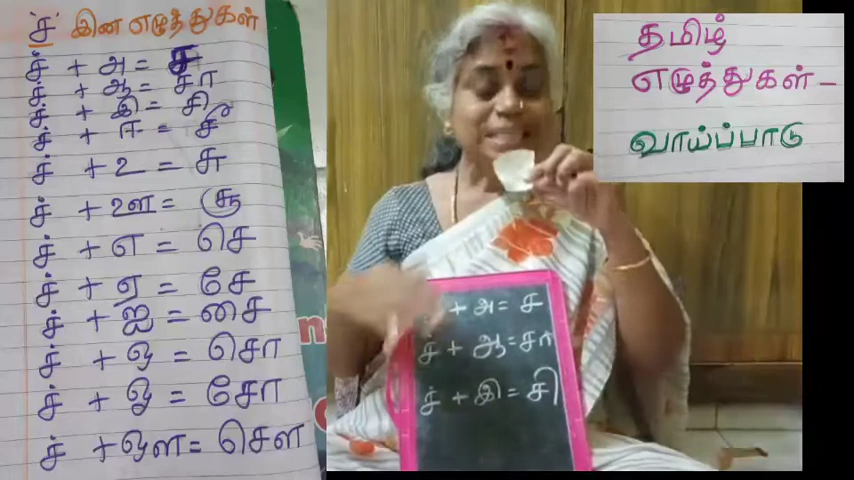 'ச' இன எழுத்துகள்
ச் + அ = ச
ச் + ஆ = சா
ச் + இ = சி
ச் + ஈ = சீ
ச் + உ = சு
ச் + ஊ = சூ
ச் + எ = செ
ச் + ஏ = சே
ச் + ஐ = சை
ச் + ஒ = சொ
ச் + ஓ = சோ
ச் + ஔ = சௌ
தமிழ்
எழுத்துகள் -
வாய்ப்பாடு
+ அ = ச
ச் + ஆ = சா
ச் + இ = சி